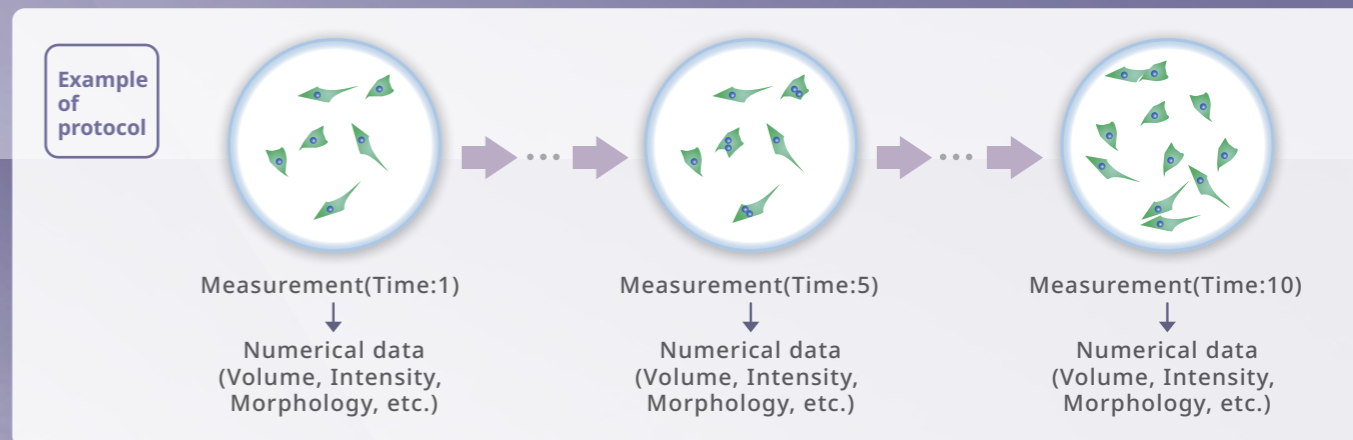 Example
of
protocol
Measurement(Time:1)
Numerical data
(Volume, Intensity,
Morphology, etc.)
Measurement(Time:5)
Numerical data
(Volume, Intensity,
Morphology, etc.)
Measurement(Time:10)
Numerical data
(Volume, Intensity,
Morphology, etc.)